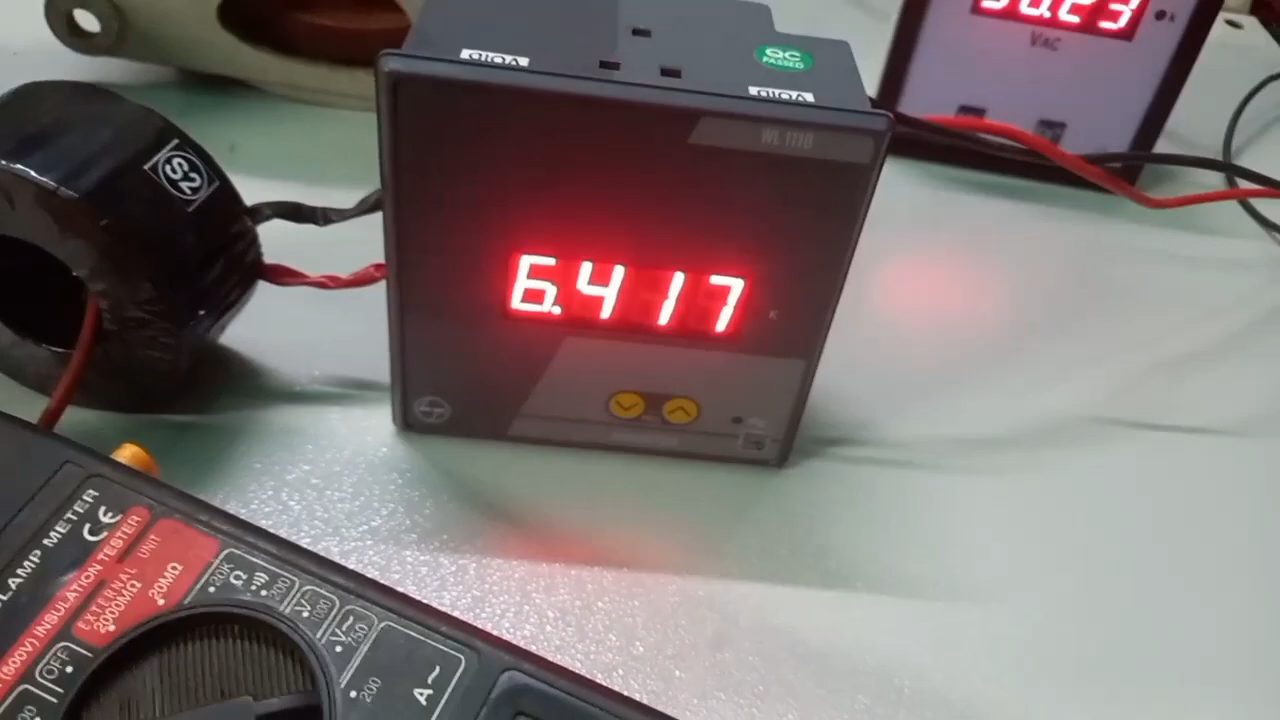 VOID
QC
PASSED
VOID
VAC
WL 1110
S2
6.417
K
CLAMP METER
CE
(500V) INSULATION TESTER
EXTERNAL UNIT
2000MΩ
20MΩ
20K
Ω
200
V⎓
1000
V~
750
OFF
200
A~